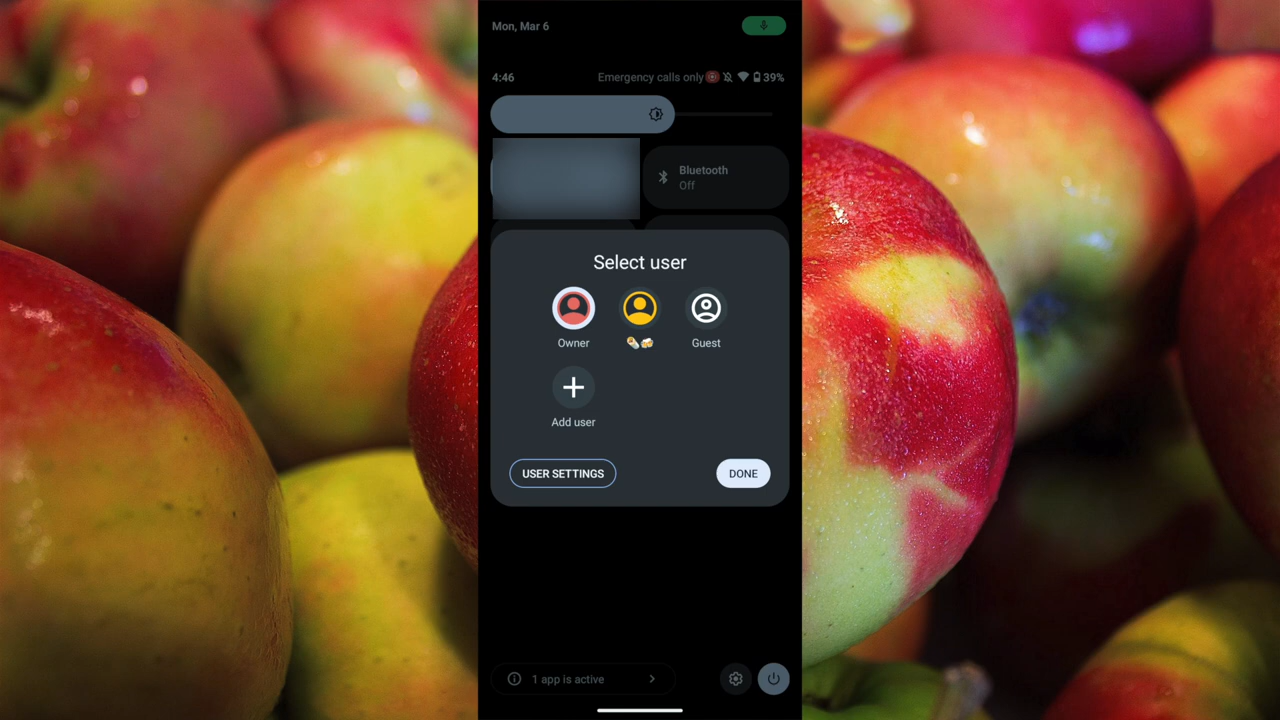 Mon, Mar 6
4:46 Emergency calls only 39%
Bluetooth
Off
Select user
Owner
🌯🍻
Guest
Add user
USER SETTINGS
DONE
1 app is active